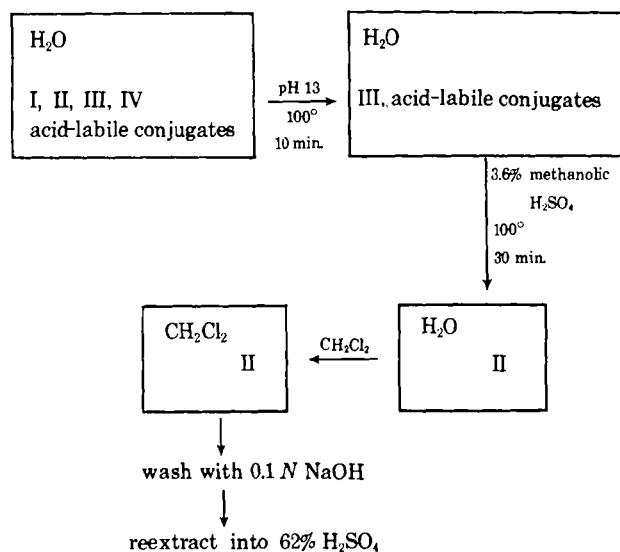 H₂O
I, II, III, IV
acid-labile conjugates
pH 13
100°
10 min.
H₂O
III, acid-labile conjugates
3.6% methanolic
H₂SO₄
100°
30 min.
H₂O
II
CH₂Cl₂
CH₂Cl₂
II
wash with 0.1 N NaOH
reextract into 62% H₂SO₄